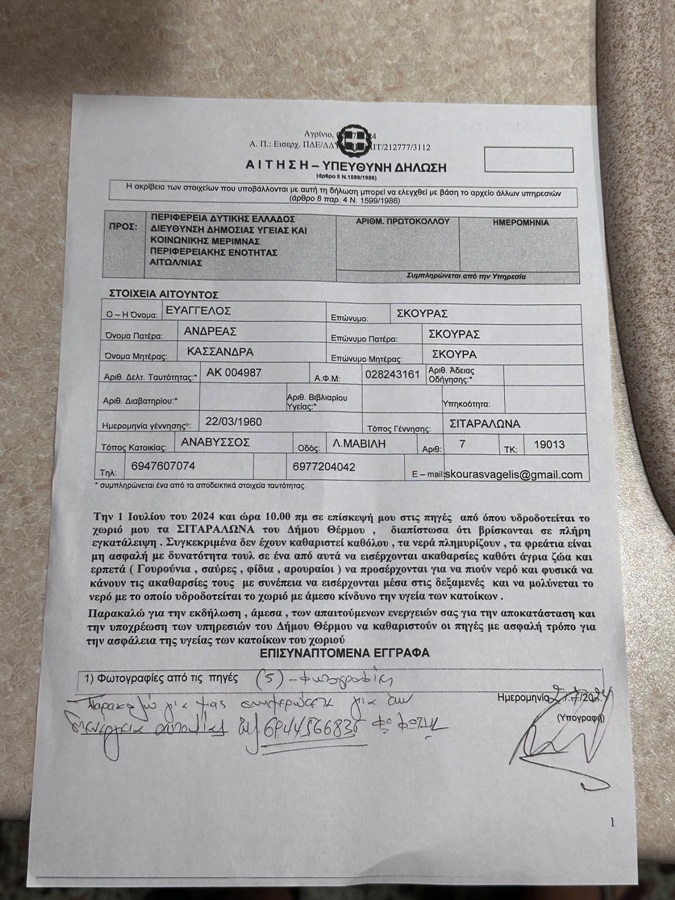 Αγρίνιο,
Α. Π.: Εισερχ. ΠΔΕ/ΔΔΥ /212777/3112
ΑΙΤΗΣΗ – ΥΠΕΥΘΥΝΗ ΔΗΛΩΣΗ
(άρθρο 8 Ν.1599/1986)
Η ακρίβεια των στοιχείων που υποβάλλονται με αυτή τη δήλωση μπορεί να ελεγχθεί με βάση το αρχείο άλλων υπηρεσιών
(άρθρο 8 παρ. 4 Ν. 1599/1986)
ΠΡΟΣ: ΠΕΡΙΦΕΡΕΙΑ ΔΥΤΙΚΗΣ ΕΛΛΑΔΟΣ
ΔΙΕΥΘΥΝΣΗ ΔΗΜΟΣΙΑΣ ΥΓΕΙΑΣ ΚΑΙ
ΚΟΙΝΩΝΙΚΗΣ ΜΕΡΙΜΝΑΣ
ΠΕΡΙΦΕΡΕΙΑΚΗΣ ΕΝΟΤΗΤΑΣ
ΑΙΤΩΛ/ΝΙΑΣ
ΑΡΙΘΜ. ΠΡΩΤΟΚΟΛΛΟΥ ΗΜΕΡΟΜΗΝΙΑ
Συμπληρώνεται από την Υπηρεσία
ΣΤΟΙΧΕΙΑ ΑΙΤΟΥΝΤΟΣ
Ο – Η Όνομα: ΕΥΑΓΓΕΛΟΣ Επώνυμο: ΣΚΟΥΡΑΣ
Όνομα Πατέρα: ΑΝΔΡΕΑΣ Επώνυμο Πατέρα: ΣΚΟΥΡΑΣ
Όνομα Μητέρας: ΚΑΣΣΑΝΔΡΑ Επώνυμο Μητέρας: ΣΚΟΥΡΑ
Αριθ. Δελτ. Ταυτότητας:* ΑΚ 004987 Α.Φ.Μ: 028243161 Αριθ. Άδειας Οδήγησης:*
Αριθ. Διαβατηρίου:* Αριθ. Βιβλιαρίου Υγείας:* Υπηκοότητα:
Ημερομηνία γέννησης: 22/03/1960 Τόπος Γέννησης: ΣΙΤΑΡΑΛΩΝΑ
Τόπος Κατοικίας: ΑΝΑΒΥΣΣΟΣ Οδός: Λ.ΜΑΒΙΛΗ Αριθ: 7 ΤΚ: 19013
Τηλ: 6947607074 6977204042 Ε – mail: skourasvagelis@gmail.com
* συμπληρώνεται ένα από τα αποδεικτικά στοιχεία ταυτότητας.
Την 1 Ιουλίου του 2024 και ώρα 10.00 πμ σε επίσκεψή μου στις πηγές από όπου υδροδοτείται το
χωριό μου τα ΣΙΤΑΡΑΛΩΝΑ του Δήμου Θέρμου , διαπίστωσα ότι βρίσκονται σε πλήρη
εγκατάλειψη . Συγκεκριμένα δεν έχουν καθαριστεί καθόλου , τα νερά πλημυρίζουν , τα φρεάτια είναι
μη ασφαλή με δυνατότητα τουλ σε ένα από αυτά να εισέρχονται ακαθαρσίες καθότι άγρια ζώα και
ερπετά ( Γουρούνια , σαύρες , φίδια , αρουραίοι ) να προσέρχονται για να πιούν νερό και φυσικά να
κάνουν τις ακαθαρσίες τους με συνέπεια να εισέρχονται μέσα στις δεξαμενές και να μολύνεται το
νερό με το οποίο υδροδοτείται το χωριό με άμεσο κίνδυνο την υγεία των κατοίκων .
Παρακαλώ για την εκδήλωση , άμεσα , των απαιτούμενων ενεργειών σας για την αποκατάσταση και
την υποχρέωση των υπηρεσιών του Δήμου Θέρμου να καθαριστούν οι πηγές με ασφαλή τρόπο για
την ασφάλεια της υγείας των κατοίκων του χωριού
ΕΠΙΣΥΝΑΠΤΟΜΕΝΑ ΕΓΓΡΑΦΑ
1) Φωτογραφίες από τις πηγές (5) - φωτογραφίες
Ημερομηνία
Παρακαλώ για
(Υπογραφή)
6944566835
1